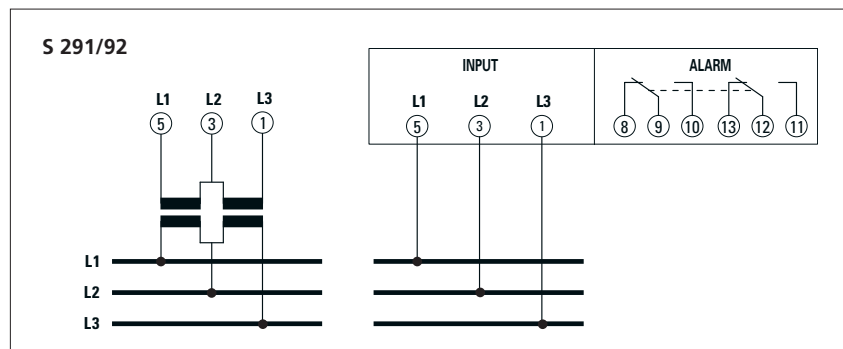 S 291/92
INPUT
ALARM
L1 L2 L3
5 3 1
L1 L2 L3
5 3 1
8 9 10 13 12 11
L1
L2
L3